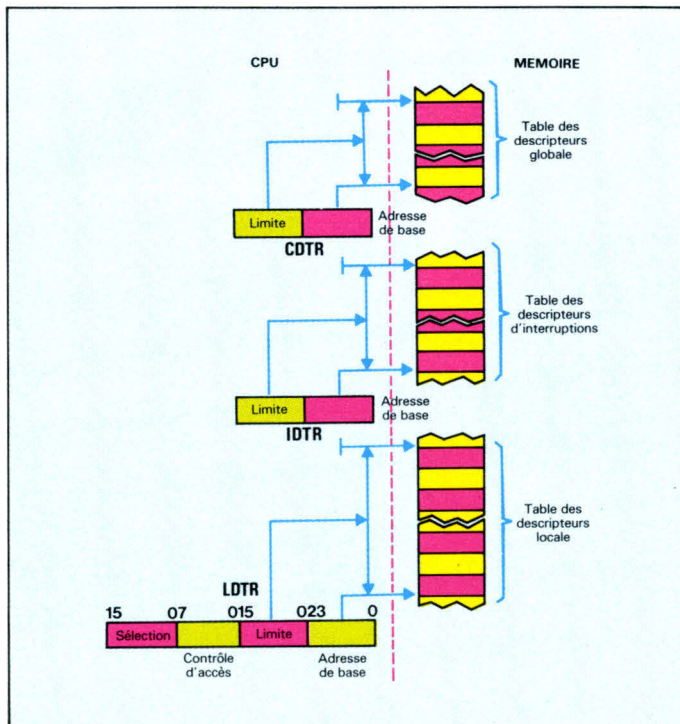 CPU
MEMOIRE
Table des
descripteurs
globale
Limite
Adresse
de base
CDTR
Table des
descripteurs
d'interruptions
Limite
Adresse
de base
IDTR
Table des
descripteurs
locale
LDTR
15 07 015 023 0
Sélection Limite
Contrôle
d'accès
Adresse
de base